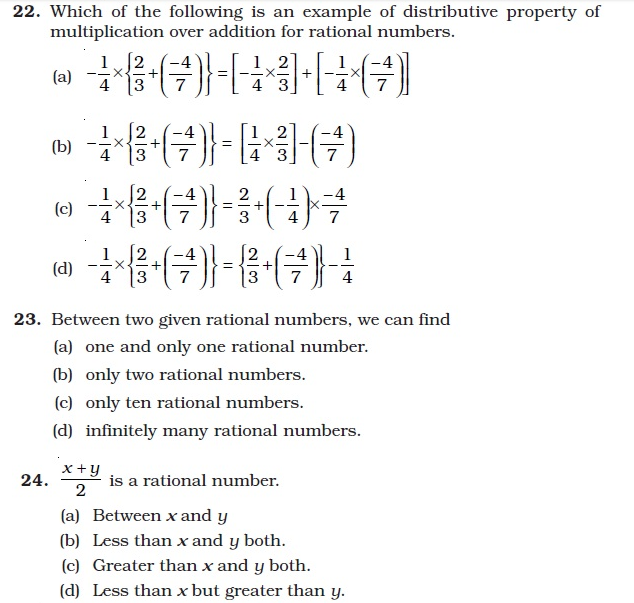 22. Which of the following is an example of distributive property of
multiplication over addition for rational numbers.
(a) −1/4×{2/3+(−4/7)}=[−1/4×2/3]+[−1/4×(−4/7)]
(b) −1/4×{2/3+(−4/7)}=[1/4×2/3]−(−4/7)
(c) −1/4×{2/3+(−4/7)}=2/3+(−1/4)×−4/7
(d) −1/4×{2/3+(−4/7)}={2/3+(−4/7)}−1/4
23. Between two given rational numbers, we can find
(a) one and only one rational number.
(b) only two rational numbers.
(c) only ten rational numbers.
(d) infinitely many rational numbers.
24. x+y/2 is a rational number.
(a) Between x and y
(b) Less than x and y both.
(c) Greater than x and y both.
(d) Less than x but greater than y.